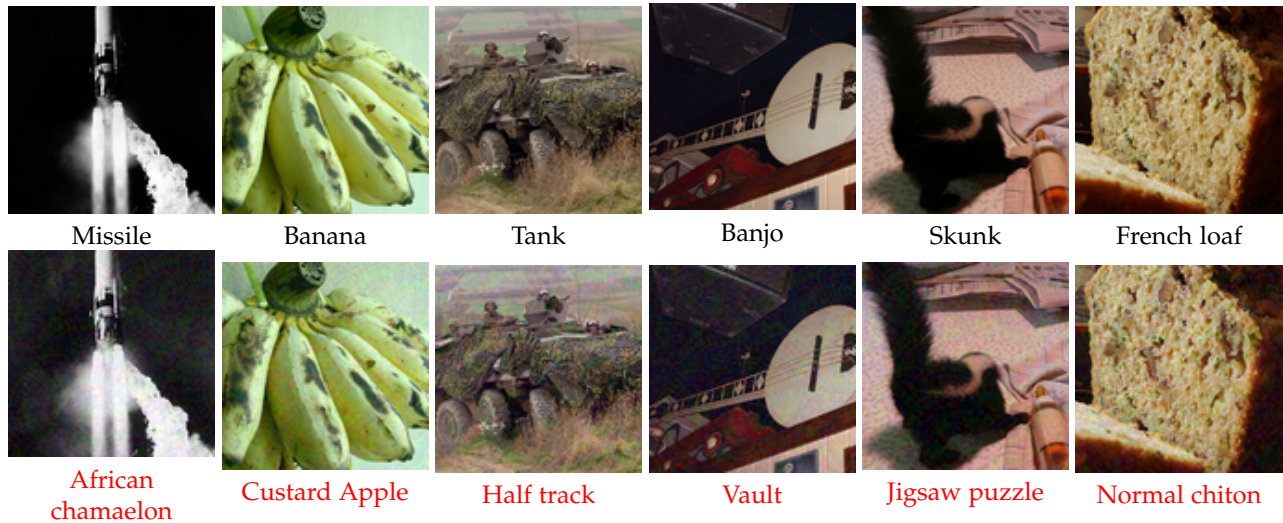 Missile
Banana
Tank
Banjo
Skunk
French loaf
African
chamaelon
Custard Apple
Half track
Vault
Jigsaw puzzle
Normal chiton